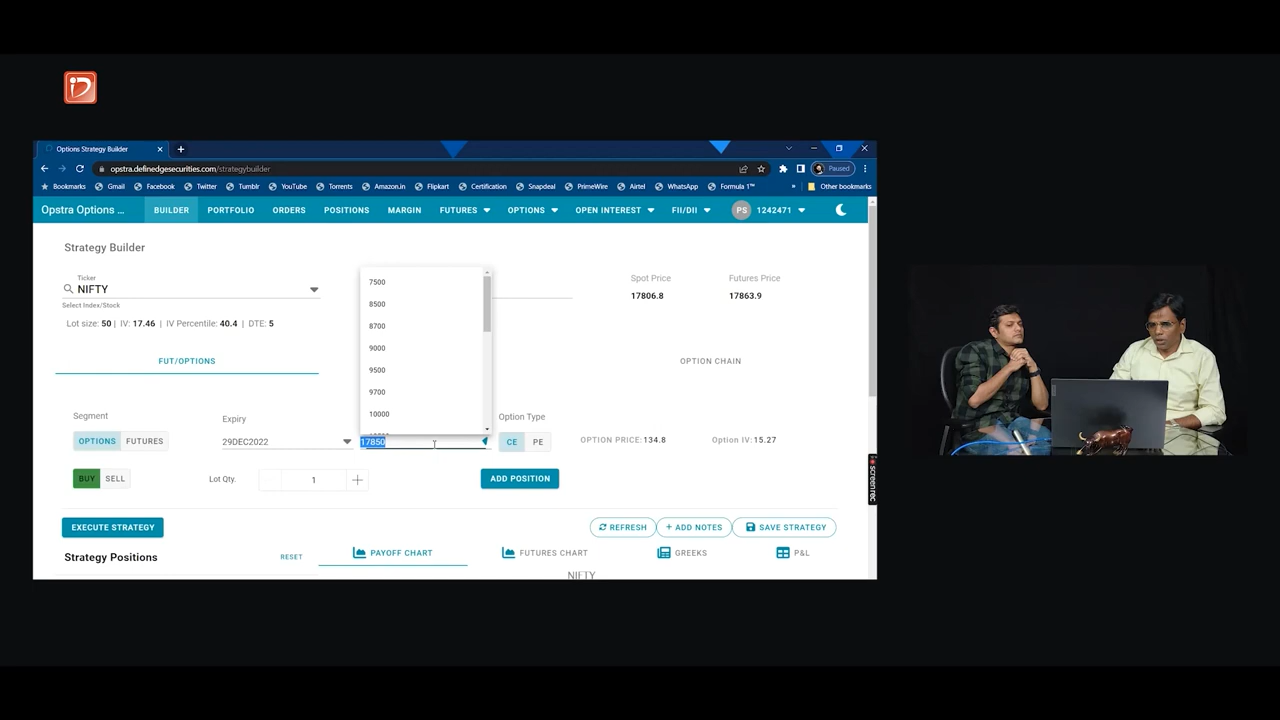 Options Strategy Builder
opstra.definedgesecurities.com/strategybuilder
Paused
Bookmarks Gmail Facebook Twitter Tumblr YouTube Torrents Amazon.in Flipkart Certification Snapdeal PrimeWire Airtel WhatsApp Formula 1™ » Other bookmarks
Opstra Options ... BUILDER PORTFOLIO ORDERS POSITIONS MARGIN FUTURES OPTIONS OPEN INTEREST FII/DII PS 1242471
Strategy Builder
Ticker
NIFTY
Select Index/Stock
Spot Price Futures Price
17806.8 17863.9
Lot size: 50 | IV: 17.46 | IV Percentile: 40.4 | DTE: 5
FUT/OPTIONS
OPTION CHAIN
7500
8500
8700
9000
9500
9700
10000
Segment Expiry Option Type
OPTIONS FUTURES 29DEC2022 17850 CE PE OPTION PRICE:134.8 Option IV:15.27
BUY SELL Lot Qty. 1 ADD POSITION
screenrec
EXECUTE STRATEGY REFRESH + ADD NOTES SAVE STRATEGY
Strategy Positions RESET PAYOFF CHART FUTURES CHART GREEKS P&L
NIFTY